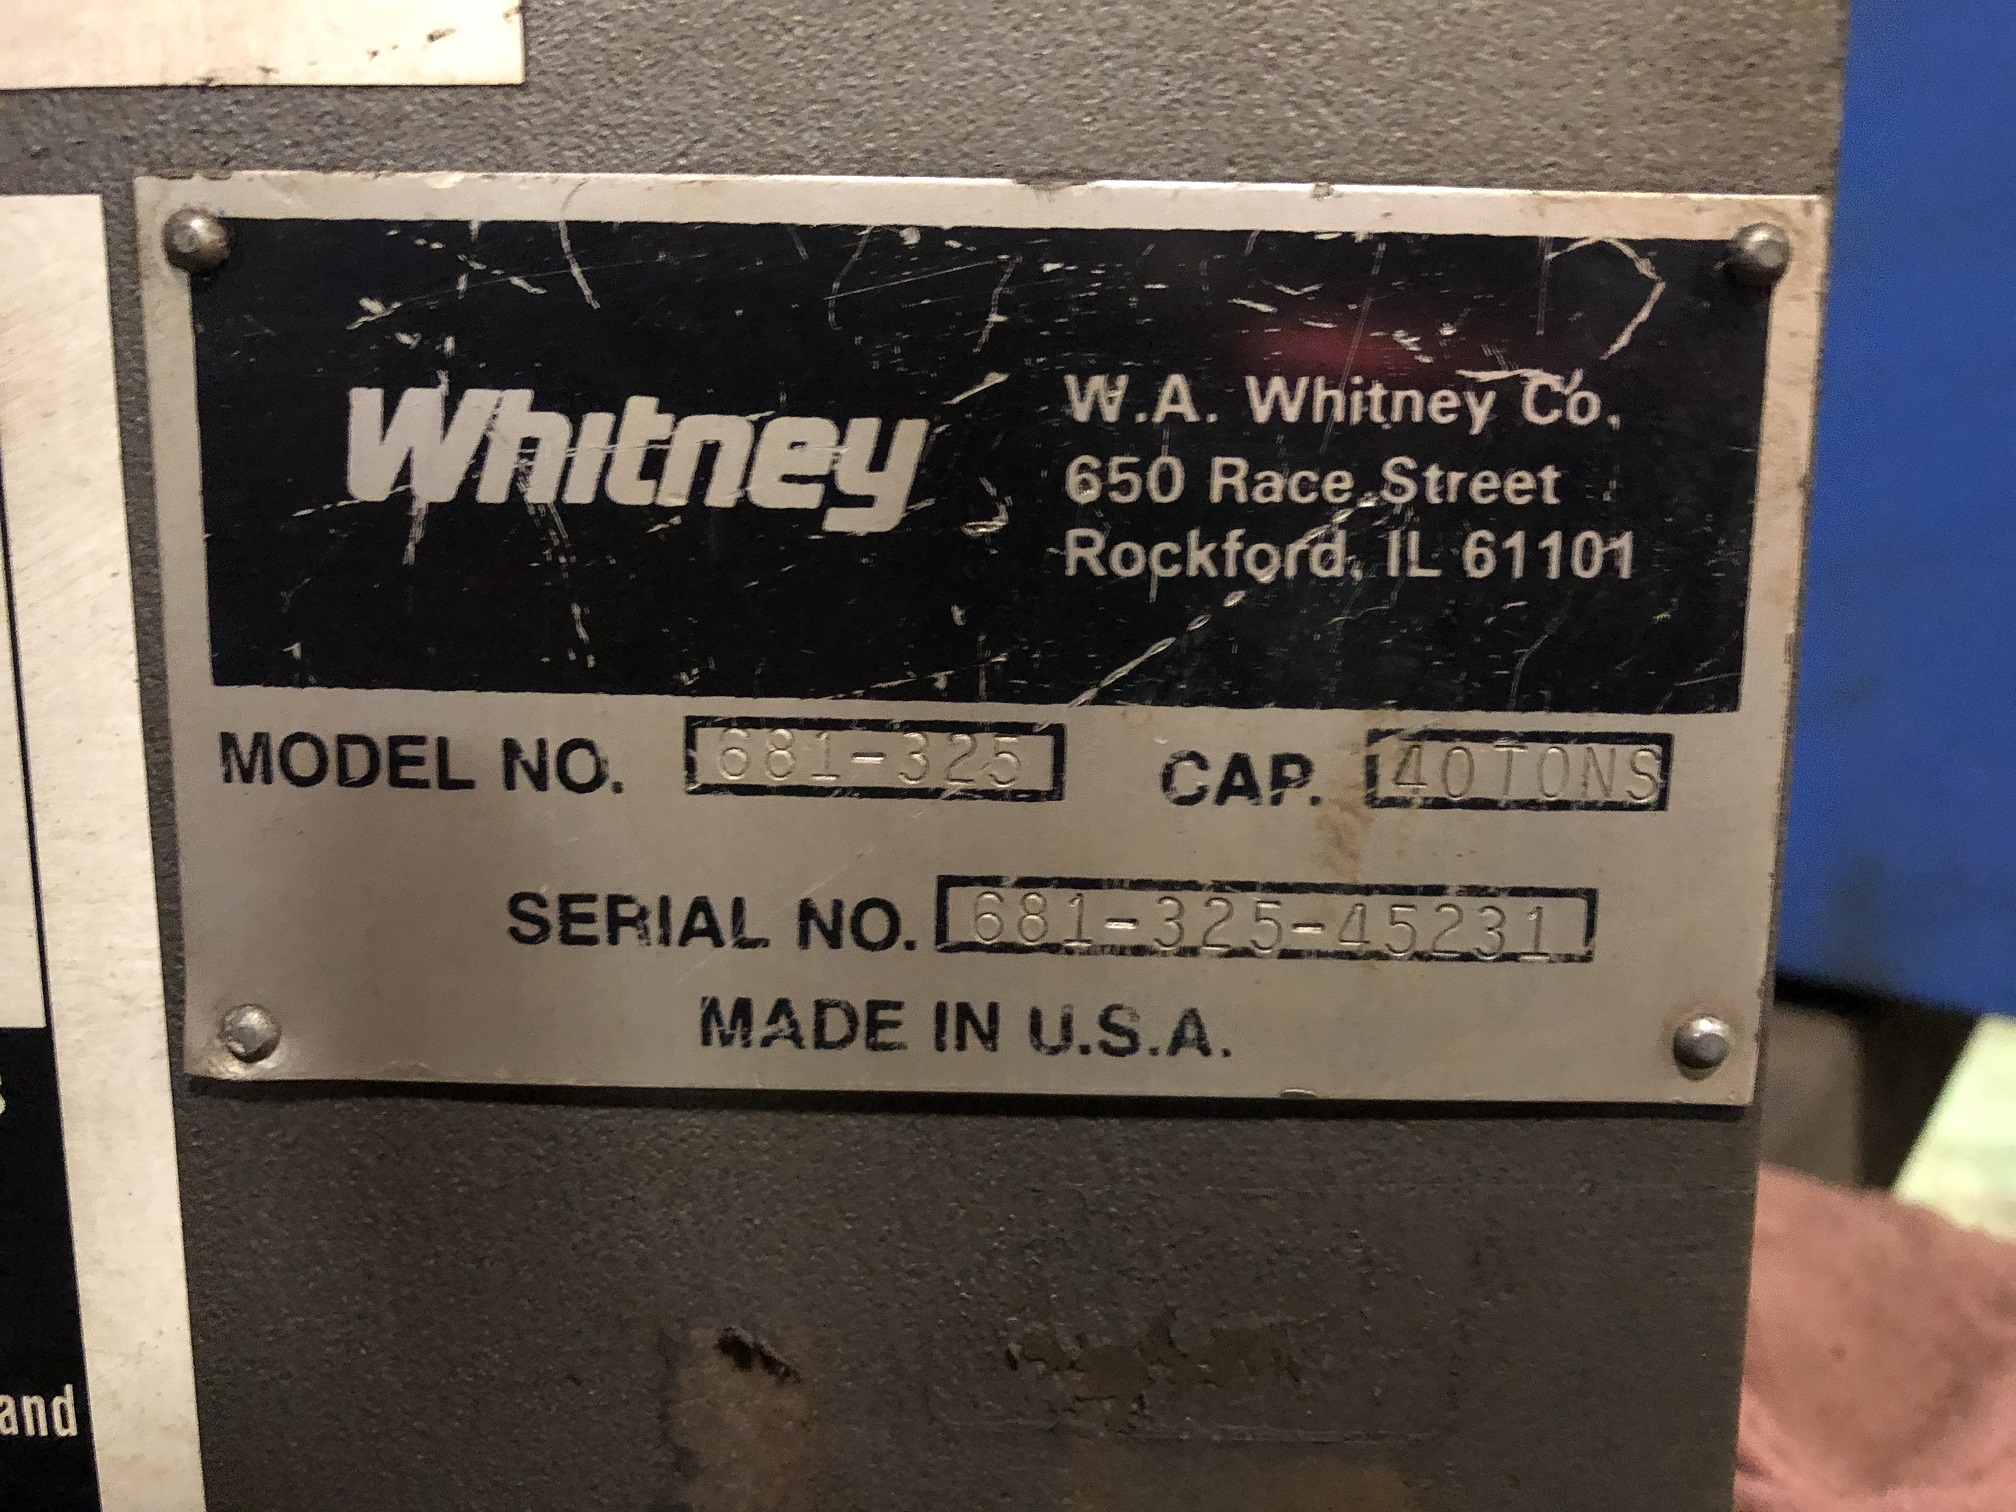 Whitney
W.A. Whitney Co.
650 Race Street
Rockford, IL 61101
MODEL NO. 681-325 CAP. 40TONS
SERIAL NO. 681-325-45231
MADE IN U.S.A.
and